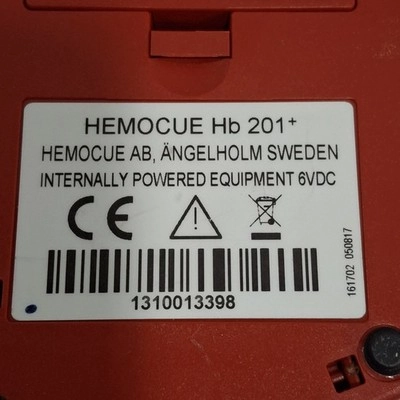 HEMOCUE Hb 201+
HEMOCUE AB, ÄNGELHOLM SWEDEN
INTERNALLY POWERED EQUIPMENT 6VDC
CE
1310013398
161702 050817